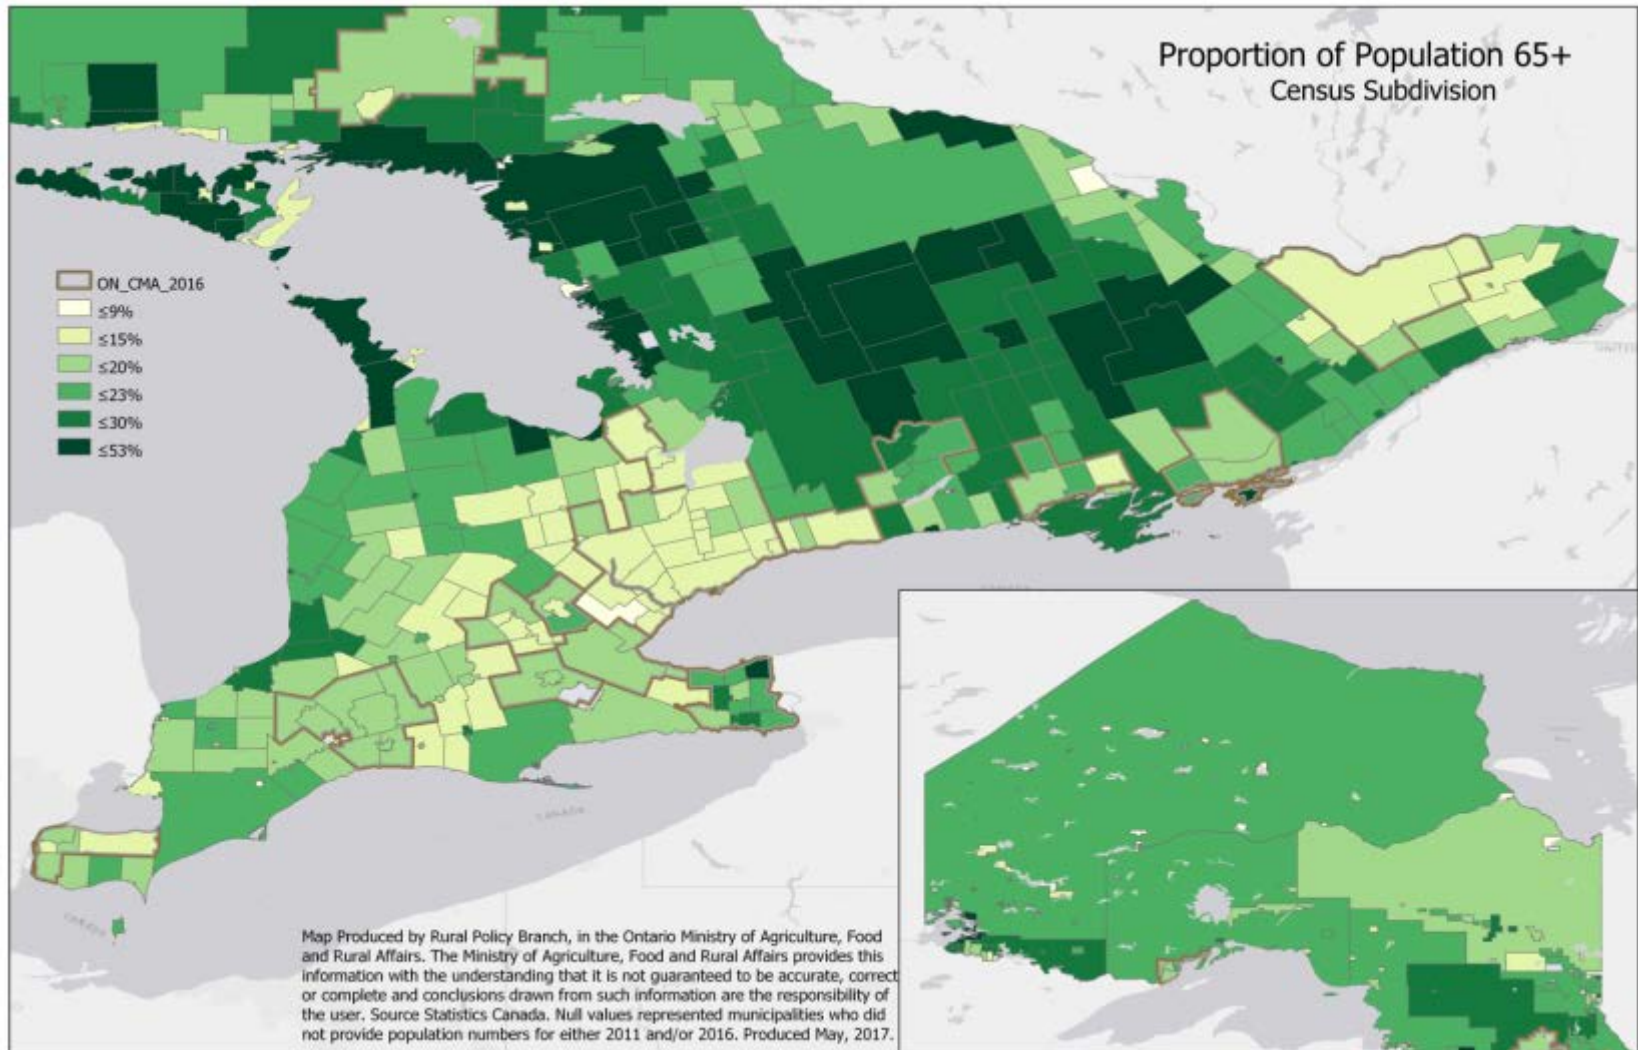 Proportion of Population 65+
Census Subdivision
ON_CMA_2016
≤9%
≤15%
≤20%
≤23%
≤30%
≤53%
CANADA
Map Produced by Rural Policy Branch, in the Ontario Ministry of Agriculture, Food
and Rural Affairs. The Ministry of Agriculture, Food and Rural Affairs provides this
information with the understanding that it is not guaranteed to be accurate, correct
or complete and conclusions drawn from such information are the responsibility of
the user. Source Statistics Canada. Null values represented municipalities who did
not provide population numbers for either 2011 and/or 2016. Produced May, 2017.